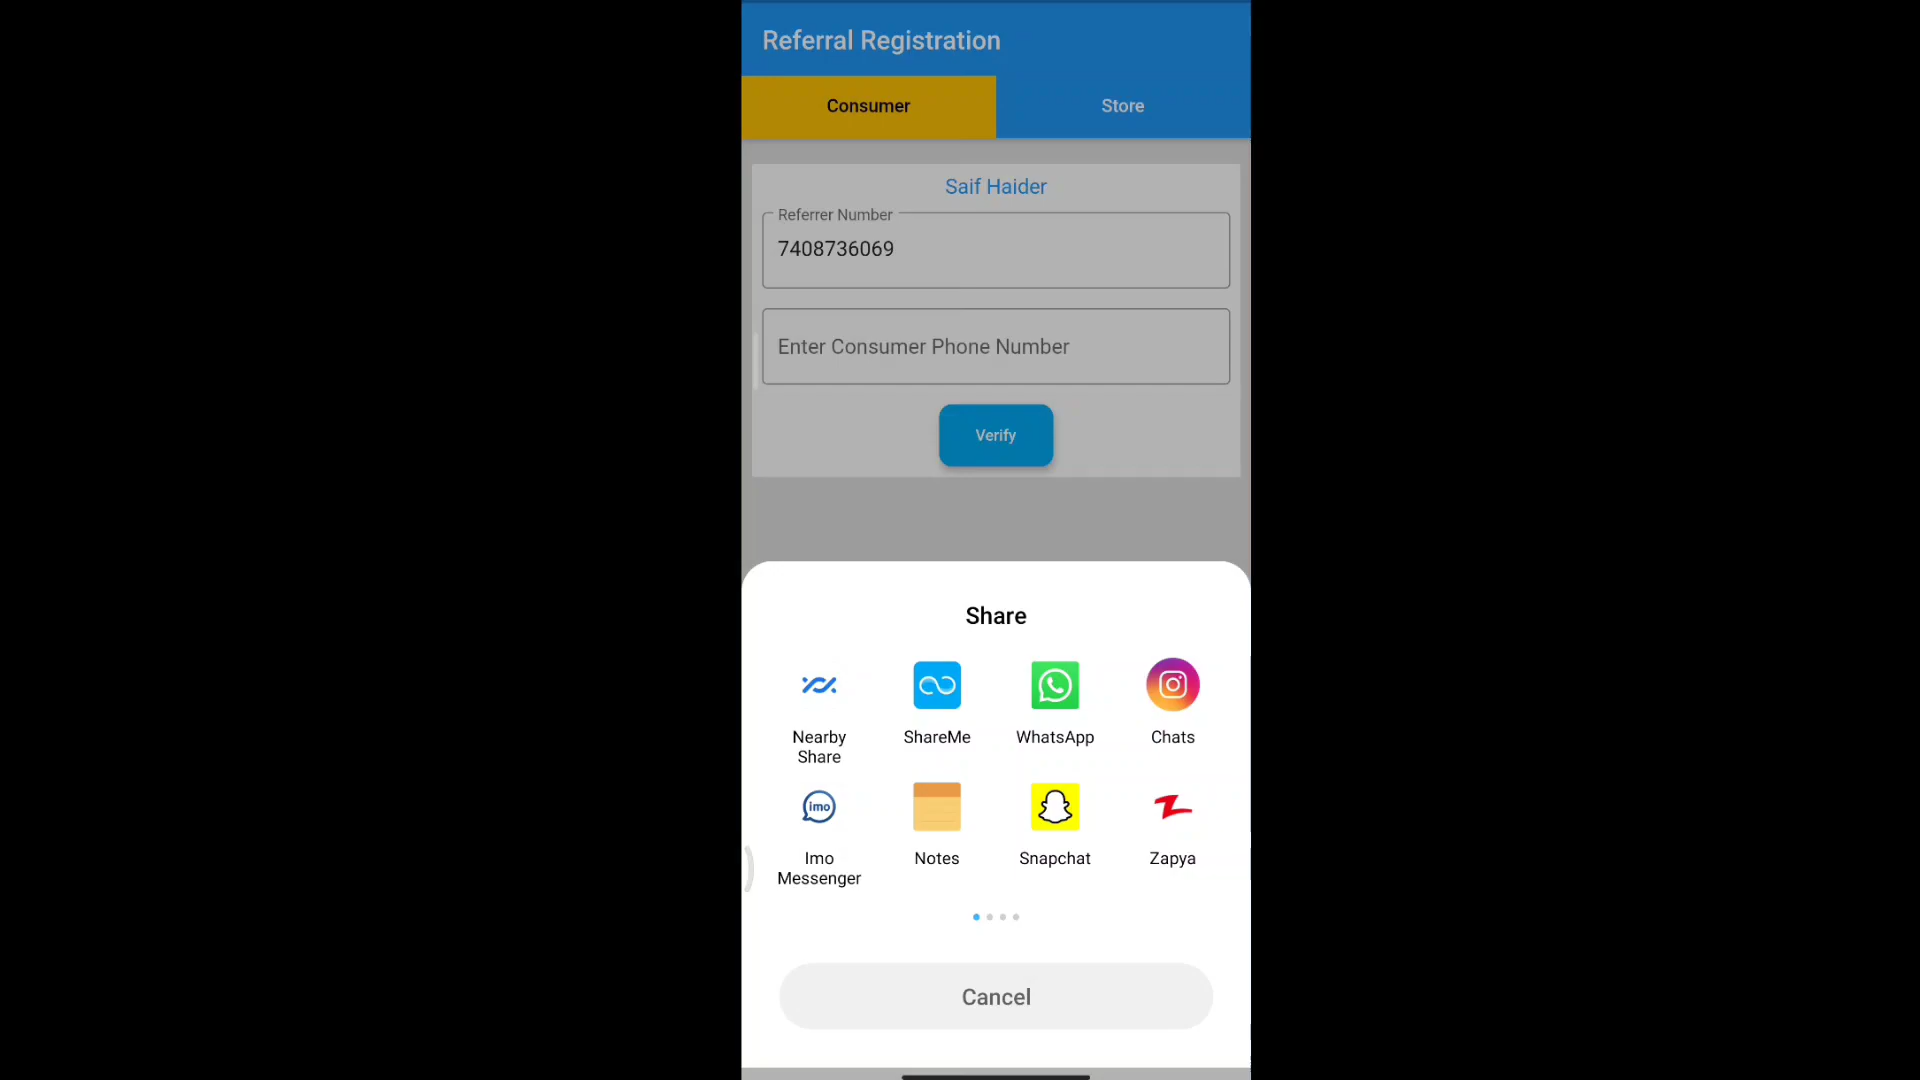 Referral Registration
Consumer
Store
Saif Haider
Referrer Number
7408736069
Enter Consumer Phone Number
Verify
Share
Nearby
Share
ShareMe
WhatsApp
Chats
imo
Imo
Messenger
Notes
Snapchat
Zapya
Cancel